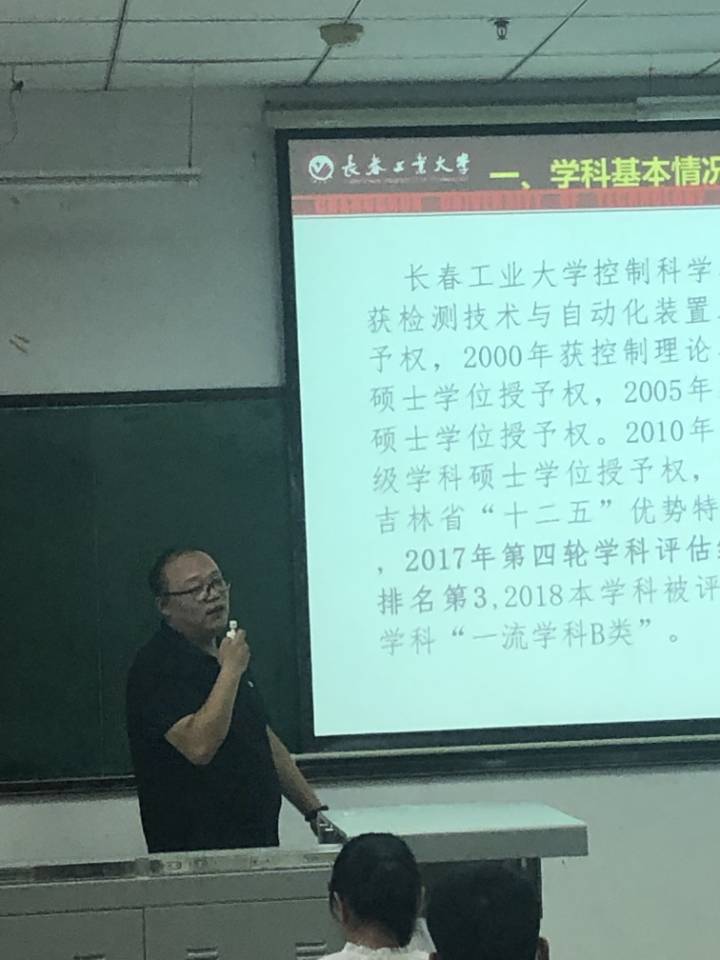 长春工业大学
一、学科基本情况
长春工业大学控制科学
获检测技术与自动化装置
予权，2000年获控制理论
硕士学位授予权，2005年
硕士学位授予权。2010年
级学科硕士学位授予权，
吉林省“十二五”优势特
，2017年第四轮学科评估
排名第3,2018本学科被评
学科“一流学科B类”。